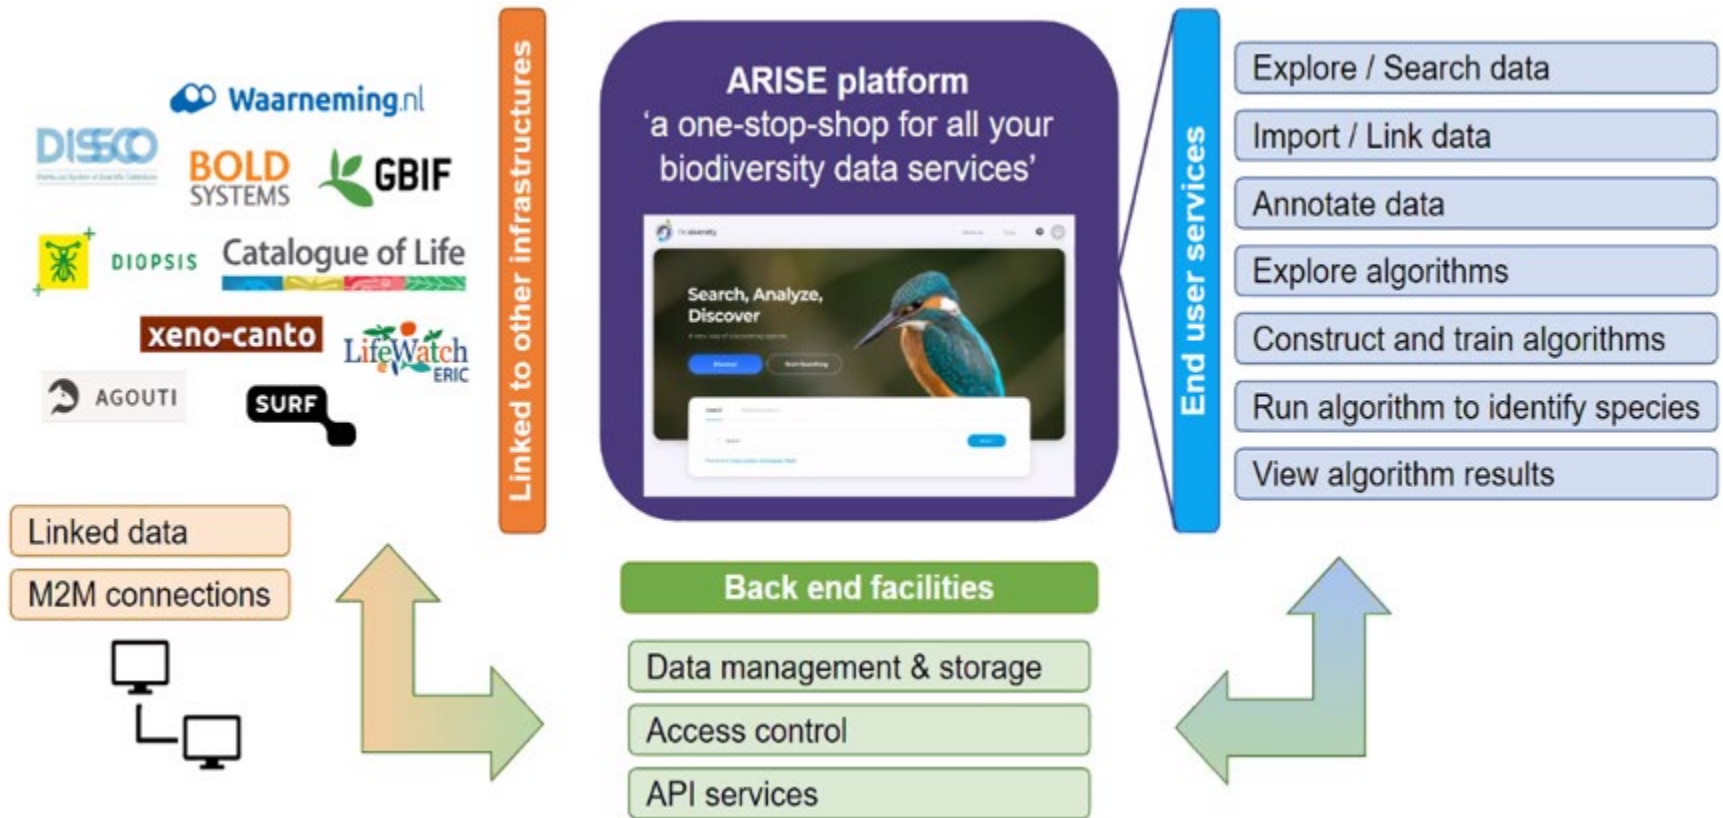 Waarneming.nl
DISSCO
BOLD
SYSTEMS
GBIF
DIOPSIS
Catalogue of Life
xeno-canto
LifeWatch
ERIC
AGOUTI
SURF
Linked data
M2M connections
Linked to other infrastructures
ARISE platform
‘a one-stop-shop for all your
biodiversity data services’
Search, Analyze,
Discover
Discover
Start Searching
Back end facilities
Data management & storage
Access control
API services
End user services
Explore / Search data
Import / Link data
Annotate data
Explore algorithms
Construct and train algorithms
Run algorithm to identify species
View algorithm results